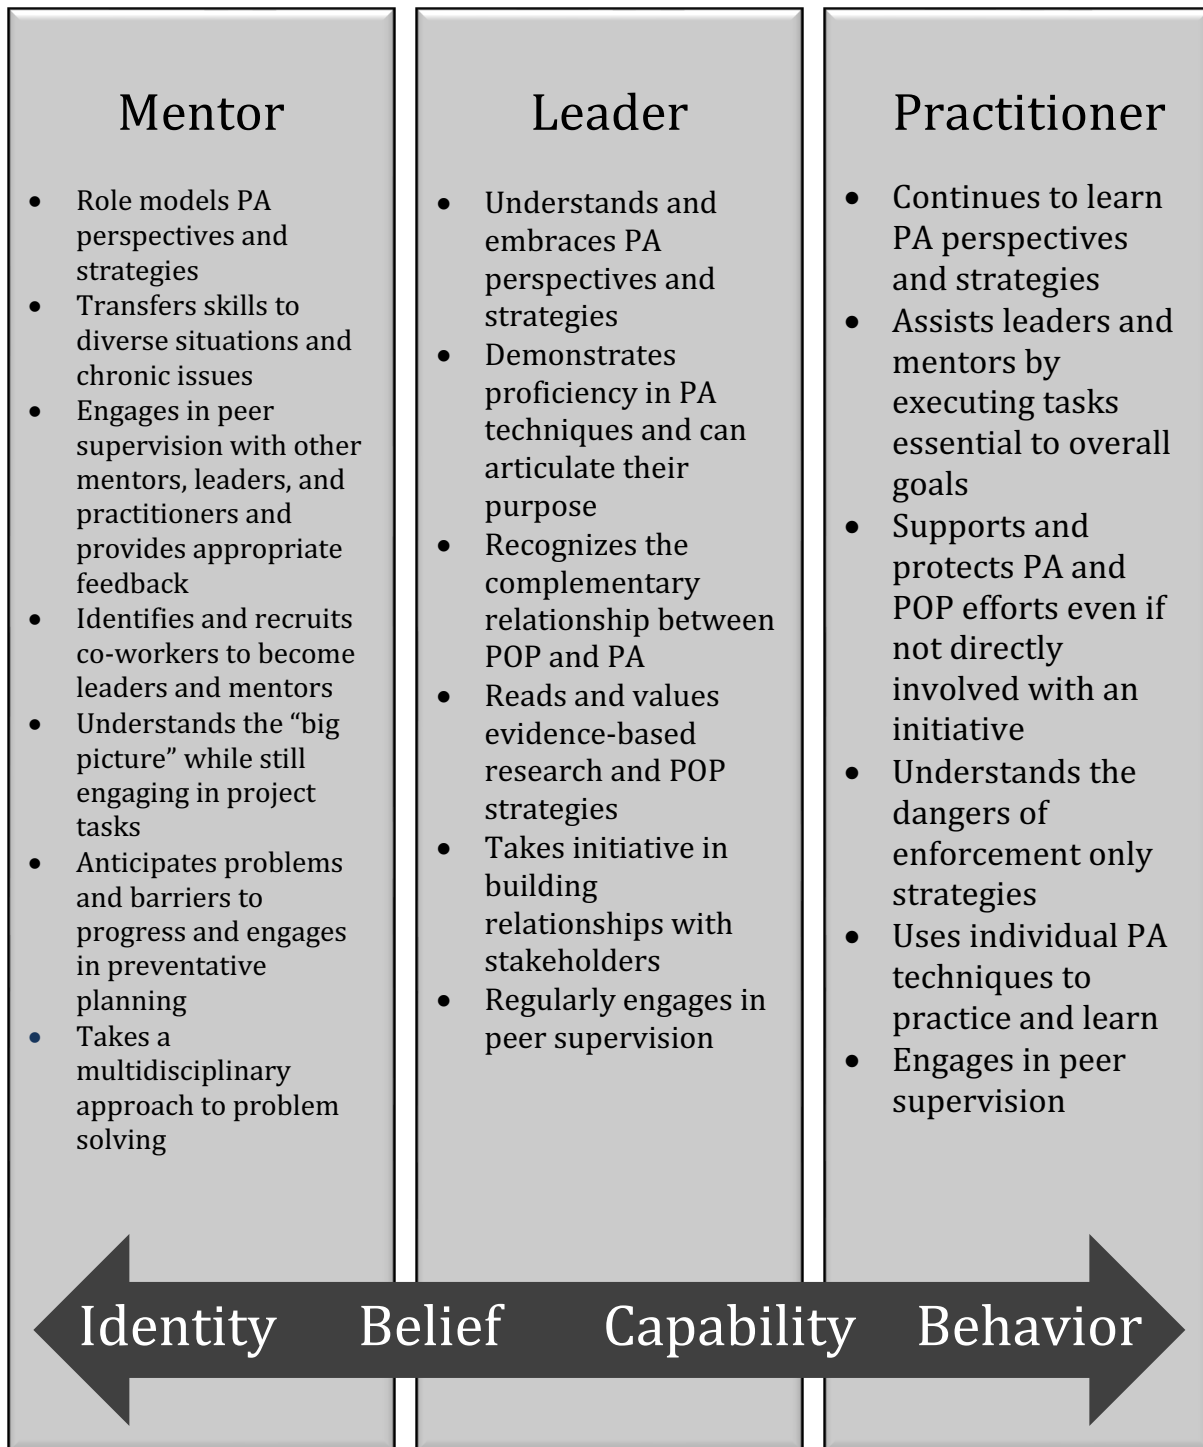 Mentor
• Role models PA
perspectives and
strategies
• Transfers skills to
diverse situations and
chronic issues
• Engages in peer
supervision with other
mentors, leaders, and
practitioners and
provides appropriate
feedback
• Identifies and recruits
co-workers to become
leaders and mentors
• Understands the “big
picture” while still
engaging in project
tasks
• Anticipates problems
and barriers to
progress and engages
in preventative
planning
• Takes a
multidisciplinary
approach to problem
solving
Leader
• Understands and
embraces PA
perspectives and
strategies
• Demonstrates
proficiency in PA
techniques and can
articulate their
purpose
• Recognizes the
complementary
relationship between
POP and PA
• Reads and values
evidence-based
research and POP
strategies
• Takes initiative in
building
relationships with
stakeholders
• Regularly engages in
peer supervision
Practitioner
• Continues to learn
PA perspectives
and strategies
• Assists leaders and
mentors by
executing tasks
essential to overall
goals
• Supports and
protects PA and
POP efforts even if
not directly
involved with an
initiative
• Understands the
dangers of
enforcement only
strategies
• Uses individual PA
techniques to
practice and learn
• Engages in peer
supervision
Identity Belief Capability Behavior